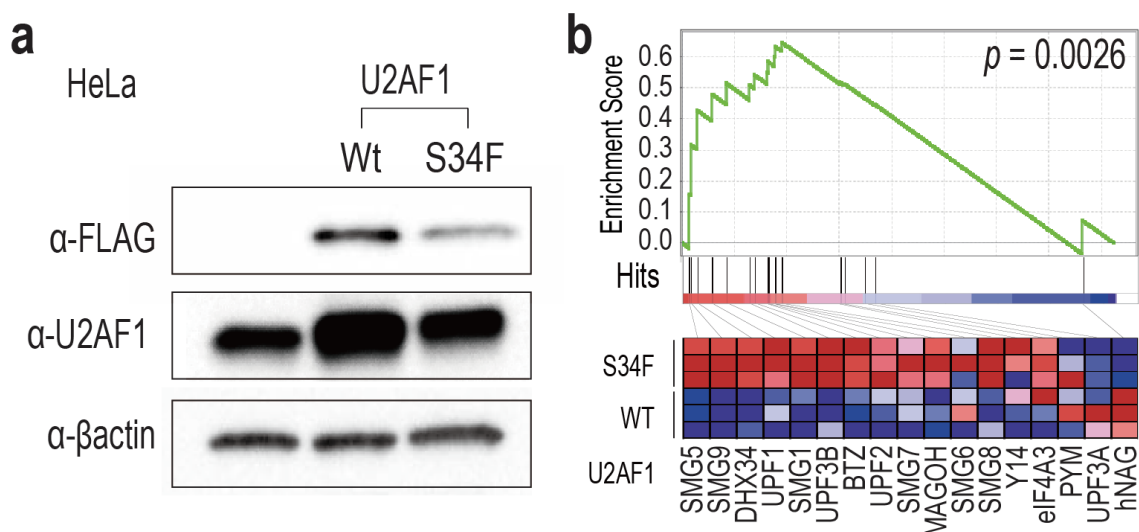 a
HeLa
U2AF1
Wt S34F
α-FLAG
α-U2AF1
α-βactin
b
p = 0.0026
Enrichment Score
0.6
0.5
0.4
0.3
0.2
0.1
0.0
Hits
S34F
WT
U2AF1
SMG5
SMG9
DHX34
UPF1
SMG1
UPF3B
BTZ
UPF2
SMG7
MAGOH
SMG6
SMG8
Y14
eIF4A3
PYM
UPF3A
hNAG